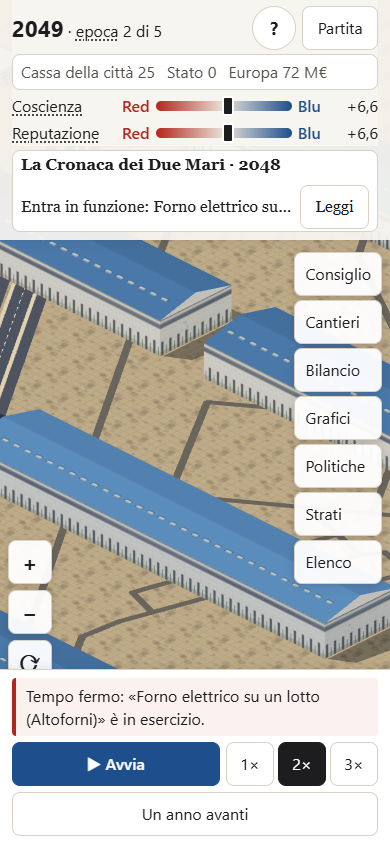 2049 · epoca 2 di 5
?
Partita
Cassa della città 25 Stato 0 Europa 72 M€
Coscienza Red Blu +6,6
Reputazione Red Blu +6,6
La Cronaca dei Due Mari · 2048
Entra in funzione: Forno elettrico su...
Leggi
Consiglio
Cantieri
Bilancio
Grafici
Politiche
Strati
Elenco
+
−
Tempo fermo: «Forno elettrico su un lotto
(Altoforni)» è in esercizio.
▶ Avvia
1×
2×
3×
Un anno avanti